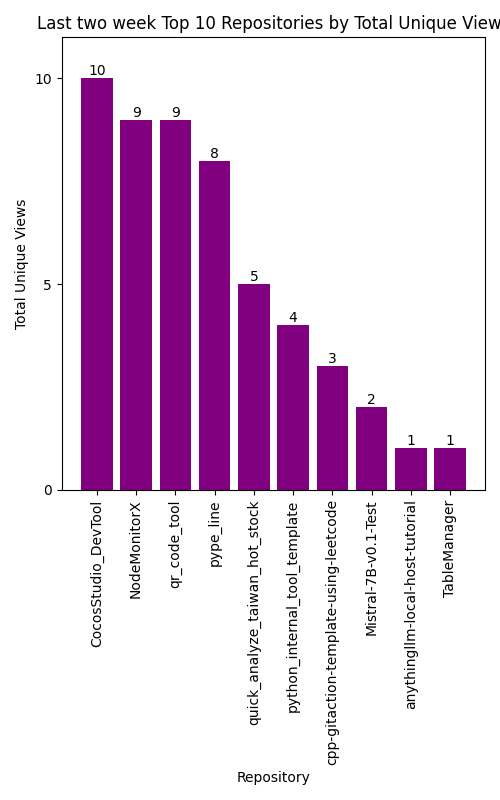 Last two week Top 10 Repositories by Total Unique View
10
9
9
8
5
4
3
2
1
1
10
5
0
Total Unique Views
CocosStudio_DevTool
NodeMonitorX
qr_code_tool
pype_line
quick_analyze_taiwan_hot_stock
python_internal_tool_template
cpp-gitaction-template-using-leetcode
Mistral-7B-v0.1-Test
anythingllm-local-host-tutorial
TableManager
Repository